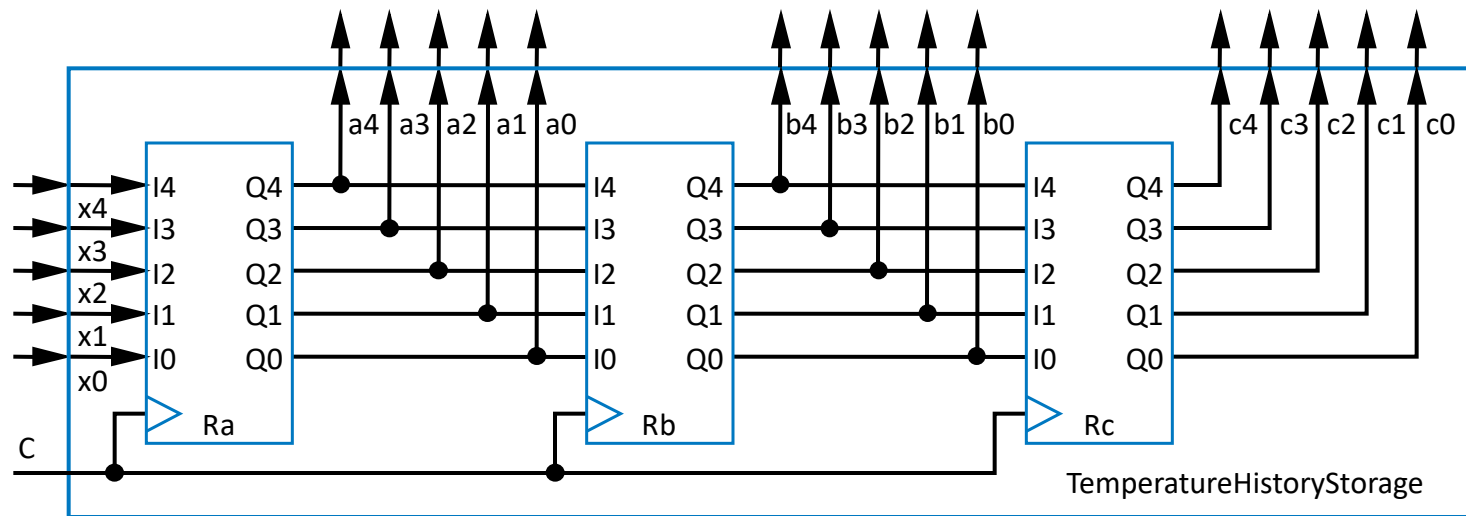 a4 a3 a2 a1 a0 b4 b3 b2 b1 b0 c4 c3 c2 c1 c0
I4 Q4 I4 Q4 I4 Q4
x4
I3 Q3 I3 Q3 I3 Q3
x3
I2 Q2 I2 Q2 I2 Q2
x2
I1 Q1 I1 Q1 I1 Q1
x1
I0 Q0 I0 Q0 I0 Q0
x0
Ra Rb Rc
C
TemperatureHistoryStorage